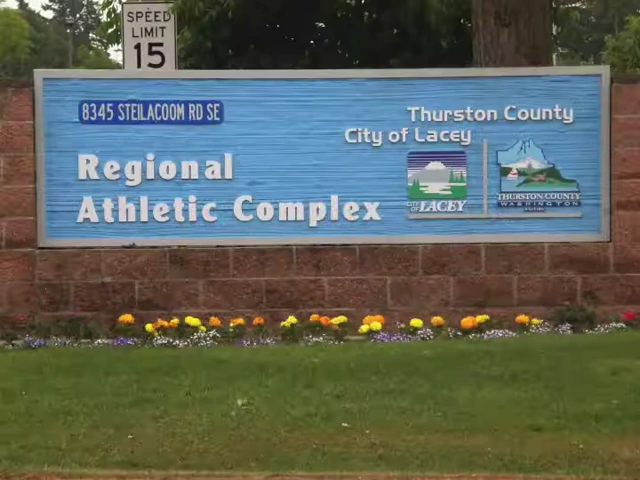 SPEED
LIMIT
15
8345 STEILACOOM RD SE
Thurston County
City of Lacey
Regional
Athletic Complex
CITY OF LACEY
THURSTON COUNTY
WASHINGTON